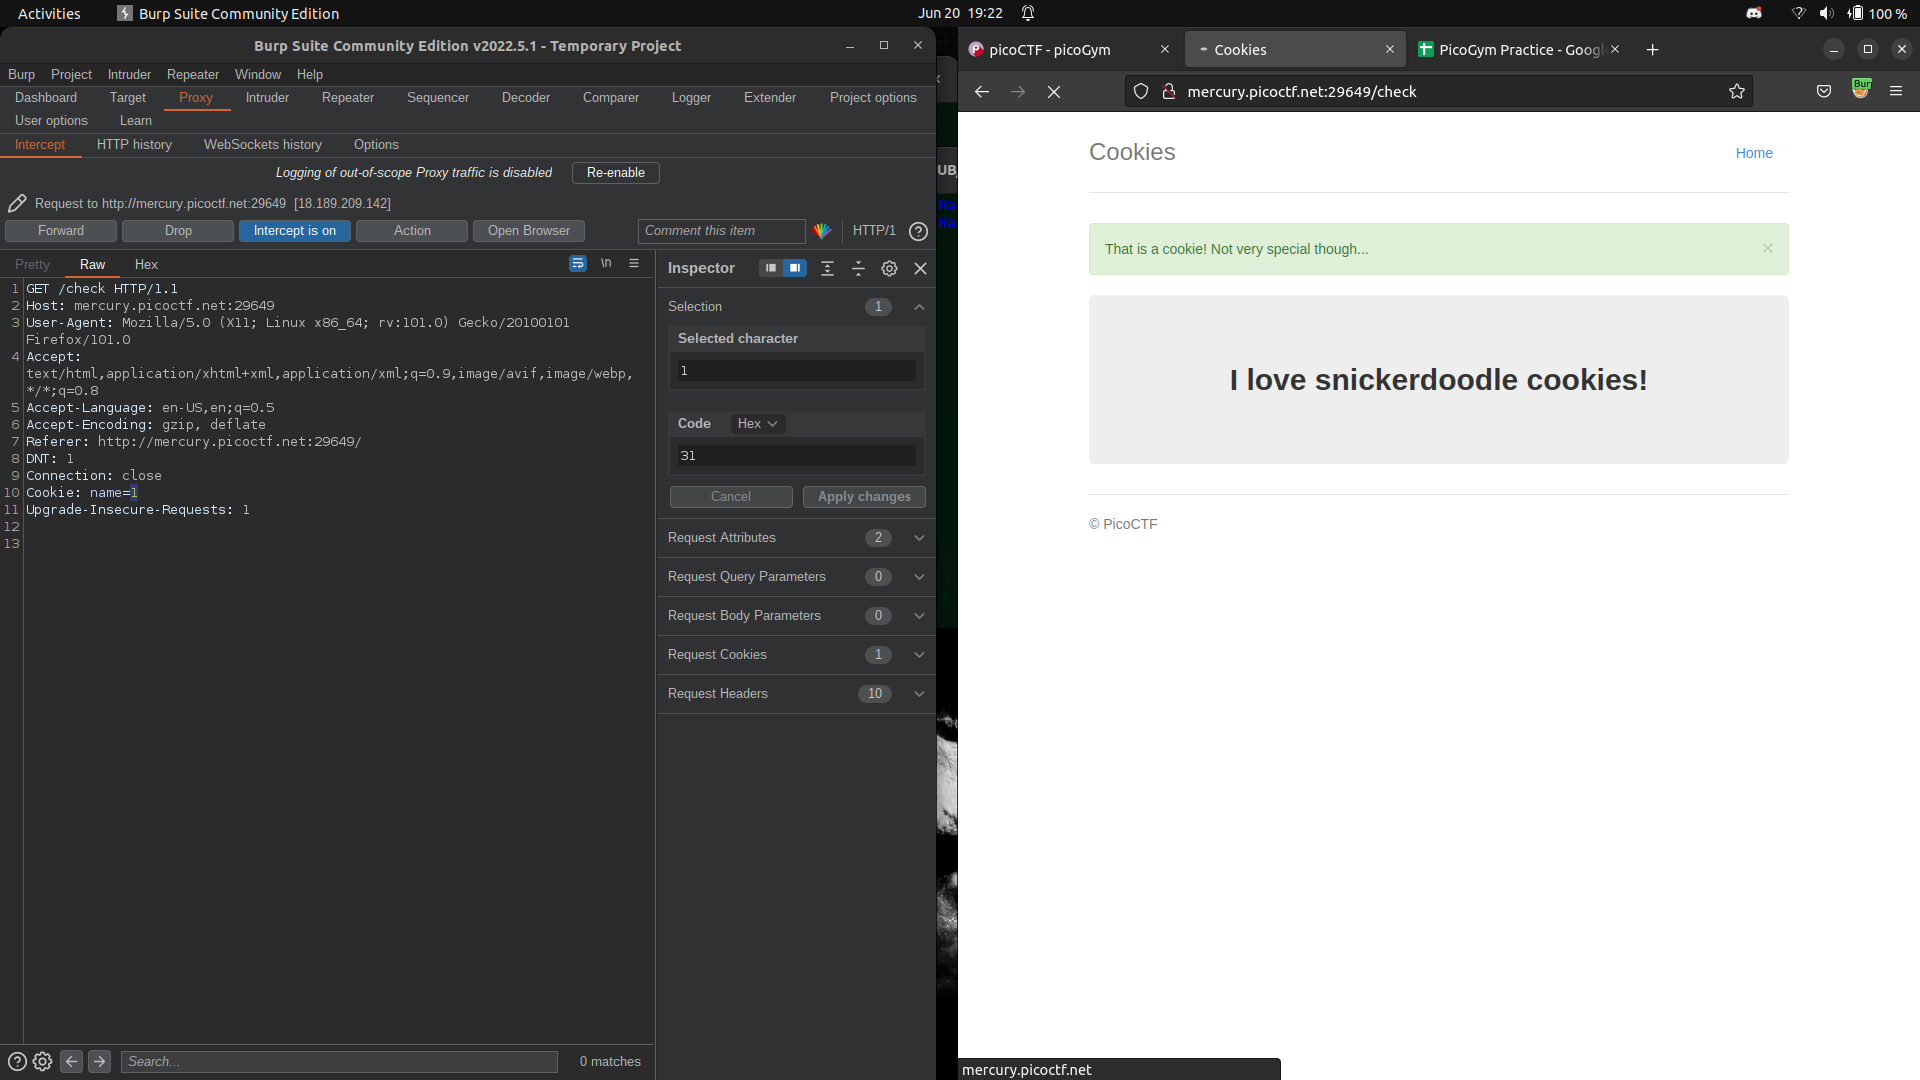 Activities Burp Suite Community Edition Jun 20 19:22 100 %
Burp Suite Community Edition v2022.5.1 - Temporary Project
Burp Project Intruder Repeater Window Help
Dashboard Target Proxy Intruder Repeater Sequencer Decoder Comparer Logger Extender Project options
User options Learn
Intercept HTTP history WebSockets history Options
Logging of out-of-scope Proxy traffic is disabled Re-enable
Request to http://mercury.picoctf.net:29649 [18.189.209.142]
Forward Drop Intercept is on Action Open Browser Comment this item HTTP/1 ?
Pretty Raw Hex \n
1 GET /check HTTP/1.1
2 Host: mercury.picoctf.net:29649
3 User-Agent: Mozilla/5.0 (X11; Linux x86_64; rv:101.0) Gecko/20100101
Firefox/101.0
4 Accept:
text/html,application/xhtml+xml,application/xml;q=0.9,image/avif,image/webp,
*/*;q=0.8
5 Accept-Language: en-US,en;q=0.5
6 Accept-Encoding: gzip, deflate
7 Referer: http://mercury.picoctf.net:29649/
8 DNT: 1
9 Connection: close
10 Cookie: name=1
11 Upgrade-Insecure-Requests: 1
12
13
Inspector
Selection 1
Selected character
1
Code Hex
31
Cancel Apply changes
Request Attributes 2
Request Query Parameters 0
Request Body Parameters 0
Request Cookies 1
Request Headers 10
? Search... 0 matches
UB
Ha
Ha
picoCTF - picoGym Cookies PicoGym Practice - Googl
mercury.picoctf.net:29649/check Burp
Cookies Home
That is a cookie! Not very special though... ×
I love snickerdoodle cookies!
© PicoCTF
mercury.picoctf.net